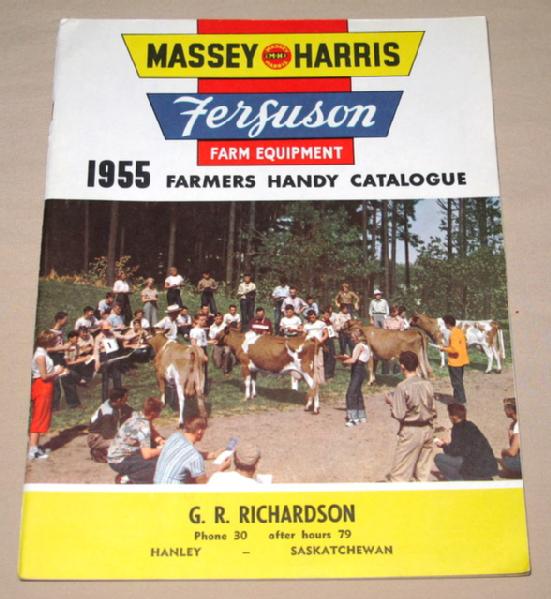 MASSEY M-H HARRIS
Ferguson
FARM EQUIPMENT
1955 FARMERS HANDY CATALOGUE
G. R. RICHARDSON
Phone 30 after hours 79
HANLEY – SASKATCHEWAN